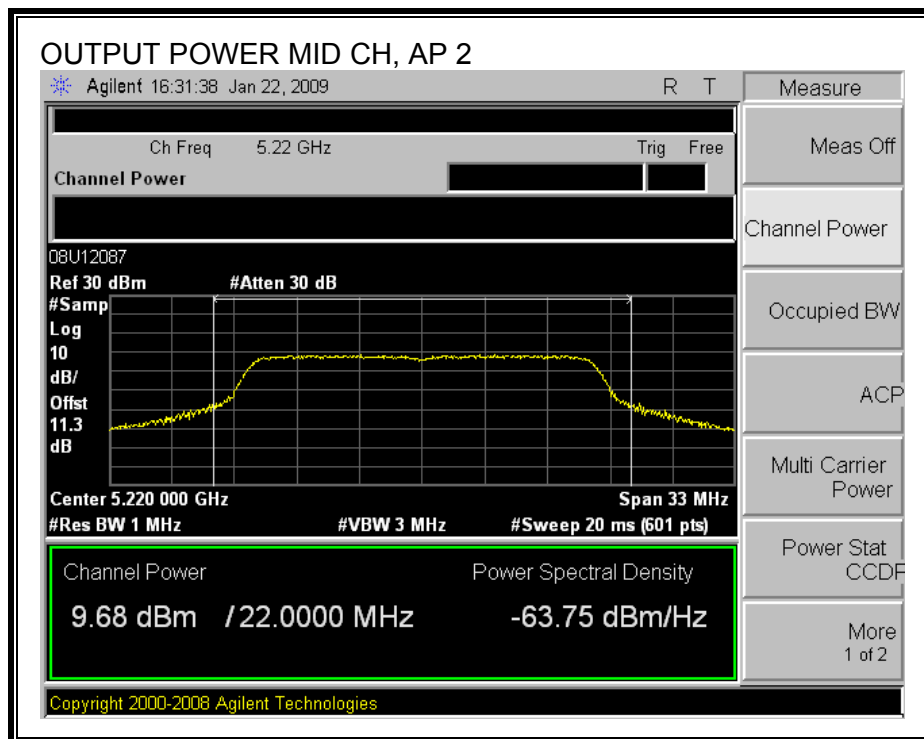 OUTPUT POWER MID CH, AP 2
Agilent 16:31:38 Jan 22, 2009 R T
Measure
Ch Freq 5.22 GHz Trig Free
Channel Power
08U12087
Ref 30 dBm #Atten 30 dB
#Samp
Log
10
dB/
Offst
11.3
dB
Center 5.220 000 GHz Span 33 MHz
#Res BW 1 MHz #VBW 3 MHz #Sweep 20 ms (601 pts)
Channel Power Power Spectral Density
9.68 dBm / 22.0000 MHz -63.75 dBm/Hz
Copyright 2000-2008 Agilent Technologies
Meas Off
Channel Power
Occupied BW
ACP
Multi Carrier
Power
Power Stat
CCDF
More
1 of 2